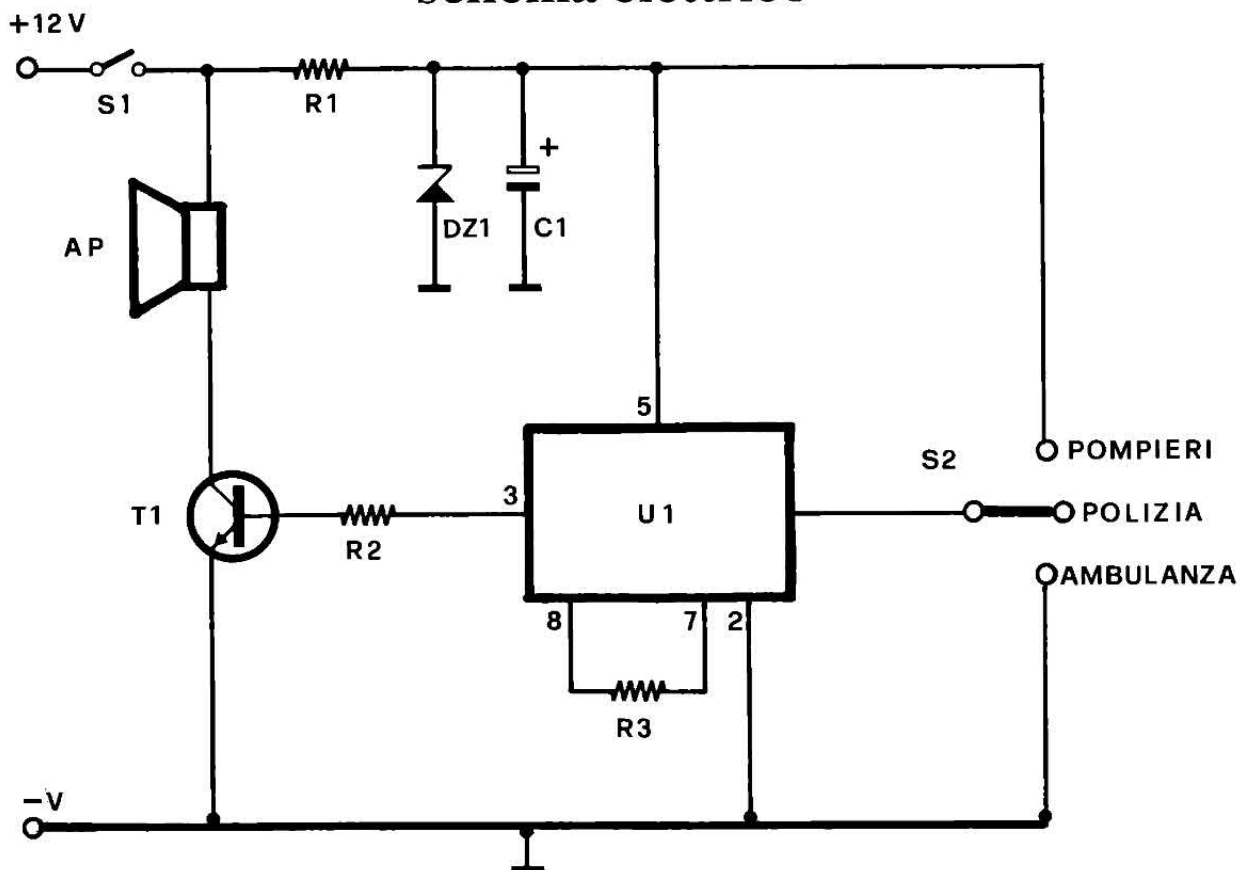 +12 V
S1
R1
+
AP
DZ1
C1
5
S2
POMPIERI
T1
R2
3
U1
POLIZIA
AMBULANZA
8
7
2
R3
-V